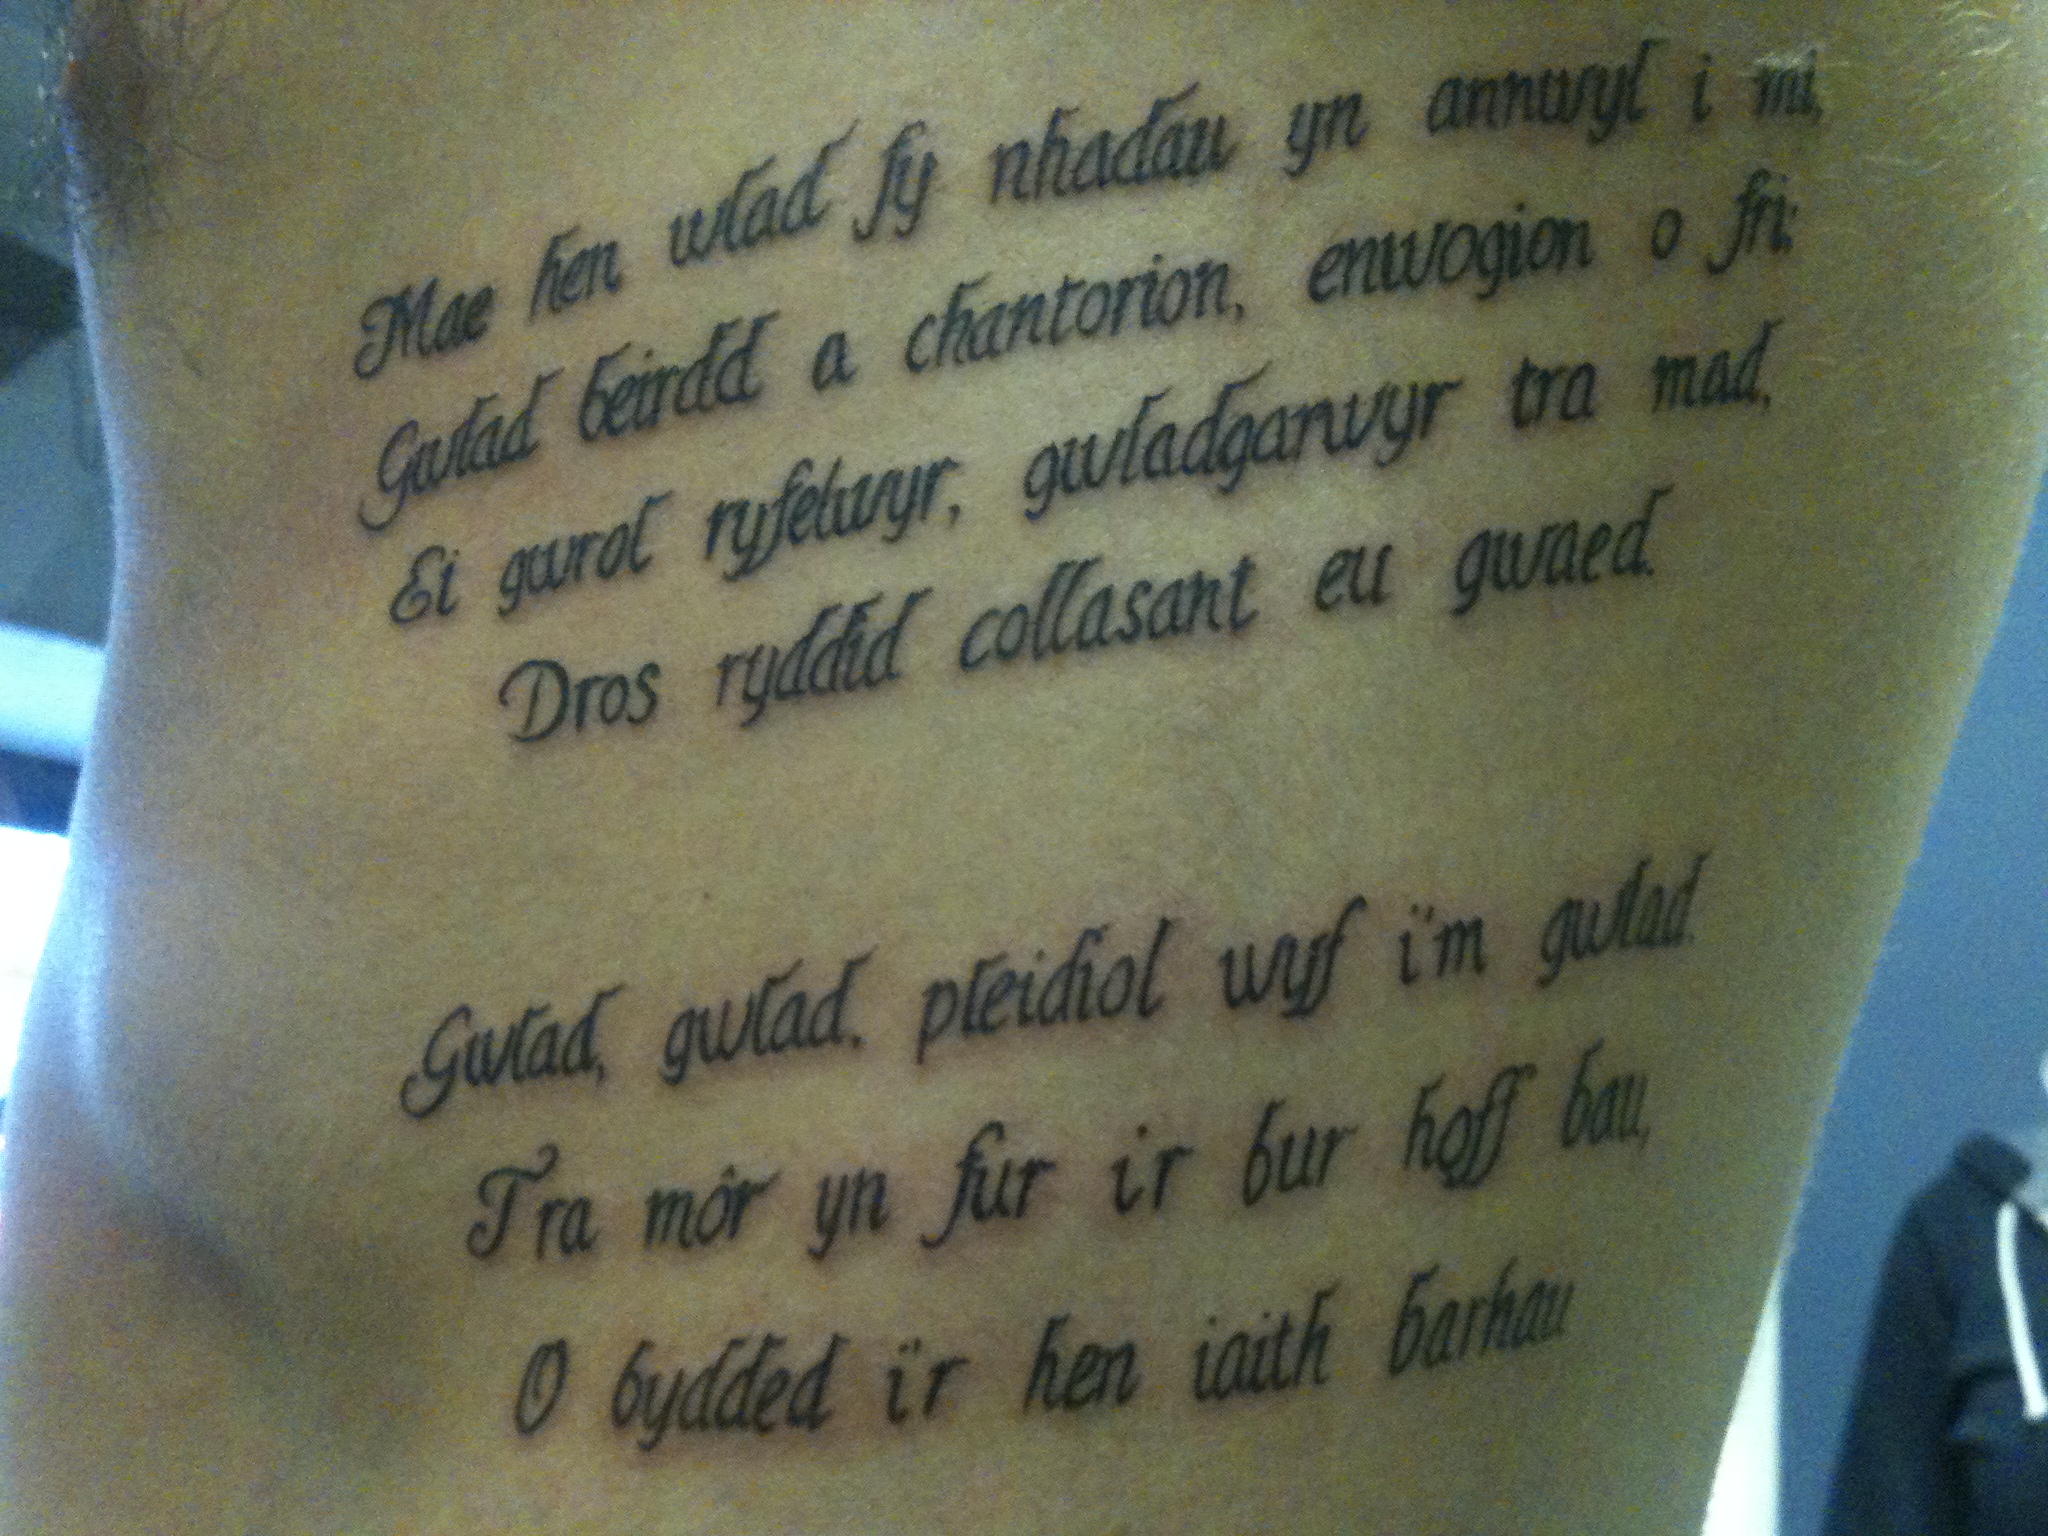 Mae hen wlad fy nhadau yn annwyl i mi,
Gwlad beirdd a chantorion, enwogion o fri;
Ei gwrol ryfelwyr, gwladgarwyr tra mad,
Dros ryddid collasant eu gwaed.
Gwlad, gwlad, pleidiol wyf i'm gwlad.
Tra môr yn fur i'r bur hoff bau,
O bydded i'r hen iaith barhau